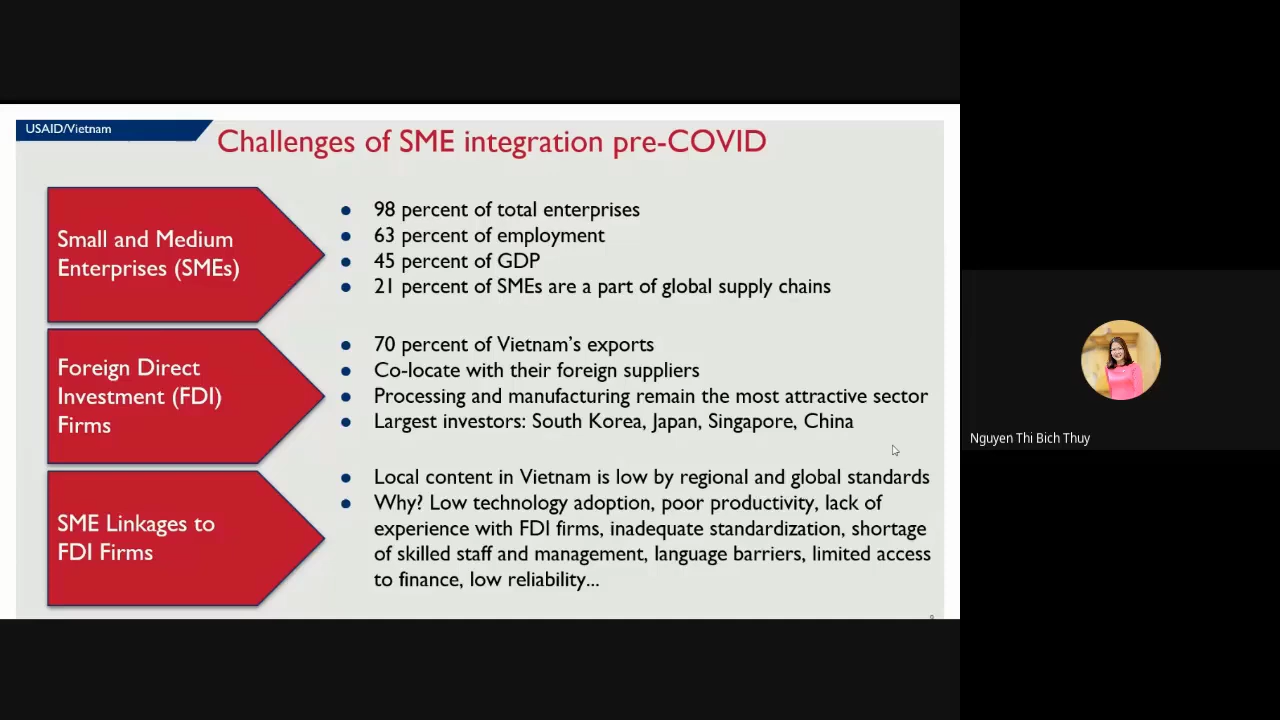 USAID/Vietnam
Challenges of SME integration pre-COVID
Small and Medium
Enterprises (SMEs)
● 98 percent of total enterprises
● 63 percent of employment
● 45 percent of GDP
● 21 percent of SMEs are a part of global supply chains
Foreign Direct
Investment (FDI)
Firms
● 70 percent of Vietnam’s exports
● Co-locate with their foreign suppliers
● Processing and manufacturing remain the most attractive sector
● Largest investors: South Korea, Japan, Singapore, China
SME Linkages to
FDI Firms
● Local content in Vietnam is low by regional and global standards
● Why? Low technology adoption, poor productivity, lack of
experience with FDI firms, inadequate standardization, shortage
of skilled staff and management, language barriers, limited access
to finance, low reliability...
Nguyen Thi Bich Thuy